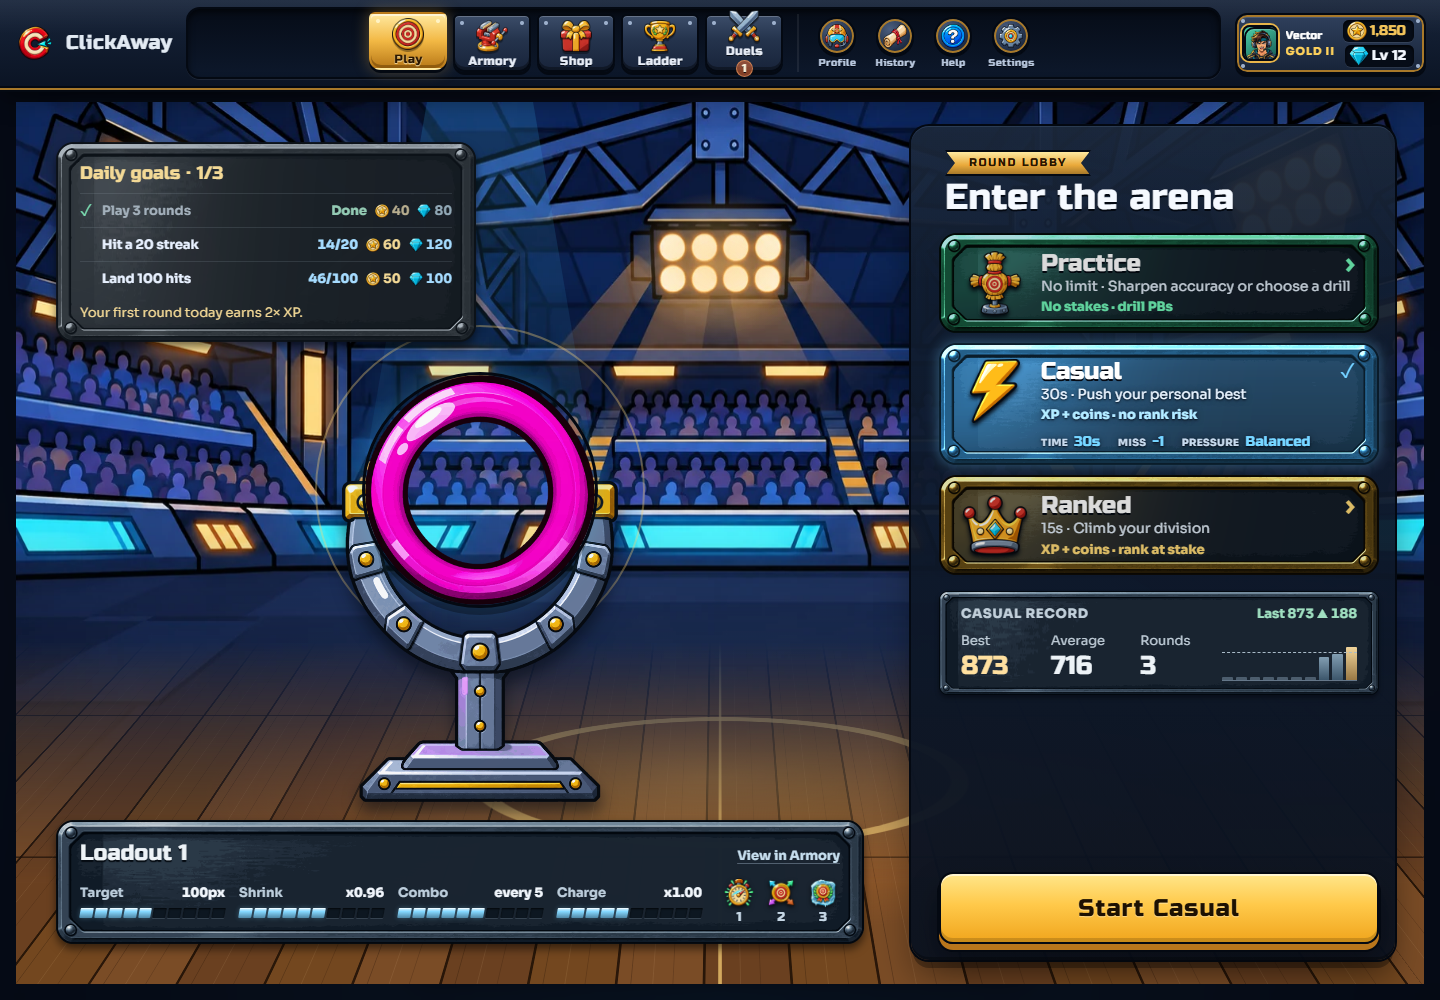 ClickAway
Play
Armory
Shop
Ladder
Duels
1
Profile
History
Help
Settings
Vector
GOLD II
1,850
Lv 12
Daily goals · 1/3
✓ Play 3 rounds Done 40 80
Hit a 20 streak 14/20 60 120
Land 100 hits 46/100 50 100
Your first round today earns 2× XP.
ROUND LOBBY
Enter the arena
Practice
No limit · Sharpen accuracy or choose a drill
No stakes · drill PBs
Casual
30s · Push your personal best
XP + coins · no rank risk
TIME 30s MISS -1 PRESSURE Balanced
Ranked
15s · Climb your division
XP + coins · rank at stake
CASUAL RECORD Last 873 ▲ 188
Best Average Rounds
873 716 3
Loadout 1
View in Armory
Target 100px Shrink x0.96 Combo every 5 Charge x1.00
1 2 3
Start Casual